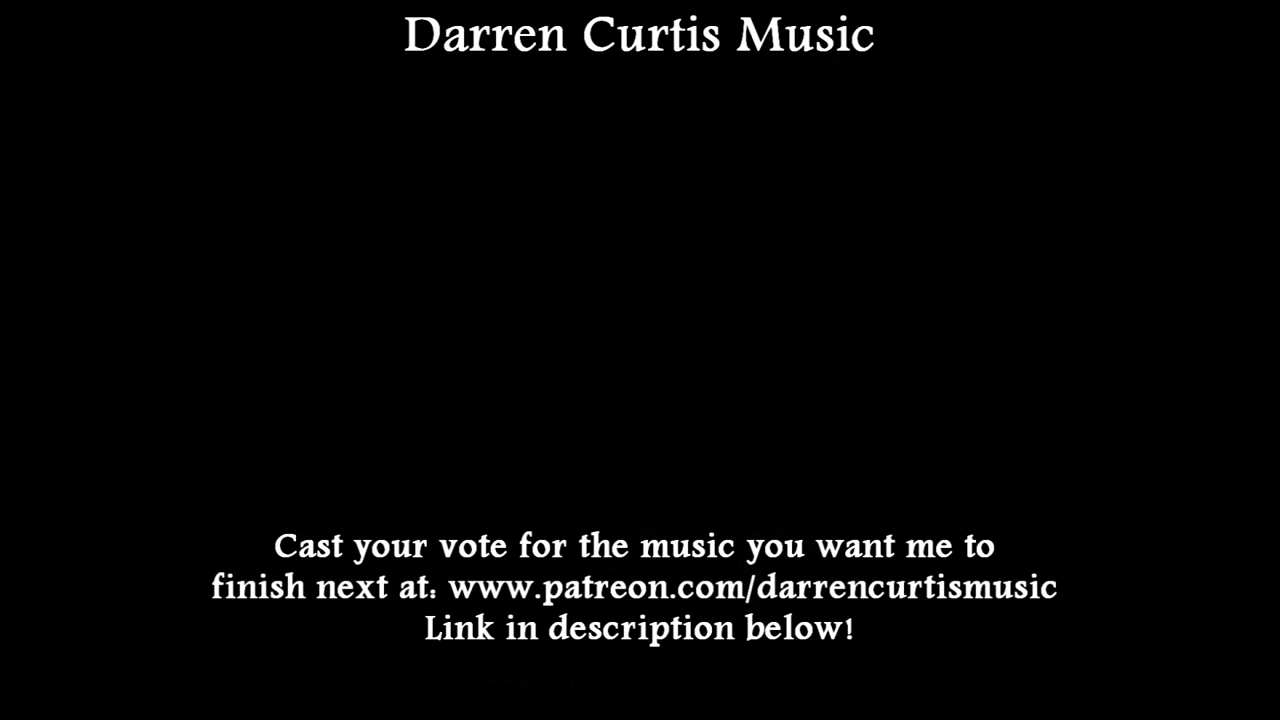 Darren Curtis Music
Cast your vote for the music you want me to
finish next at: www.patreon.com/darrencurtismusic
Link in description below!